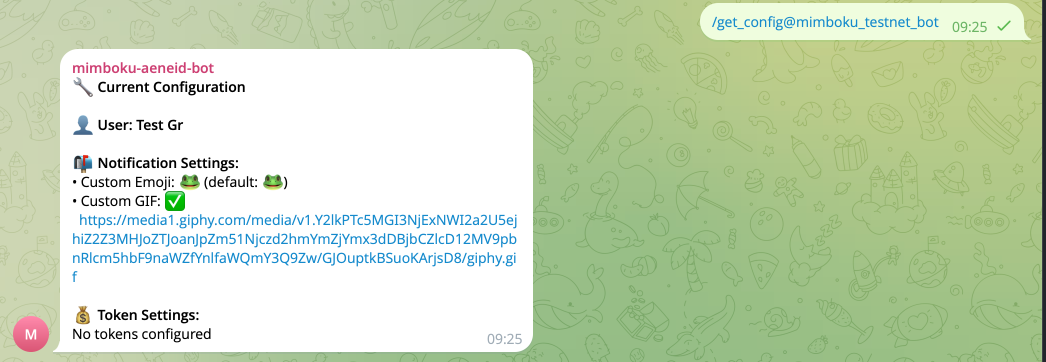 /get_config@mimboku_testnet_bot 09:25
mimboku-aeneid-bot
🔧 Current Configuration
👤 User: Test Gr
📬 Notification Settings:
• Custom Emoji: 🐸 (default: 🐸)
• Custom GIF: ✅
https://media1.giphy.com/media/v1.Y2lkPTc5MGI3NjExNWI2a2U5ej
hiZ2Z3MHJoZTJoanJpZm51Njczd2hmYmZjYmx3dDBjbCZlcD12MV9pb
nRlcm5hbF9naWZfYnlfaWQmY3Q9Zw/GJOuptkBSuoKArjsD8/giphy.gi
f
💰 Token Settings:
No tokens configured
09:25
M